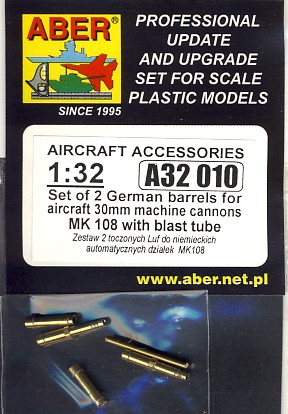 ABER®
SINCE 1995
PROFESSIONAL
UPDATE
AND UPGRADE
SET FOR SCALE
PLASTIC MODELS
AIRCRAFT ACCESSORIES
1:32 A32 010
Set of 2 German barrels for
aircraft 30mm machine cannons
MK 108 with blast tube
Zestaw 2 toczonych Luf do niemieckich
automatycznych działek MK108
www.aber.net.pl